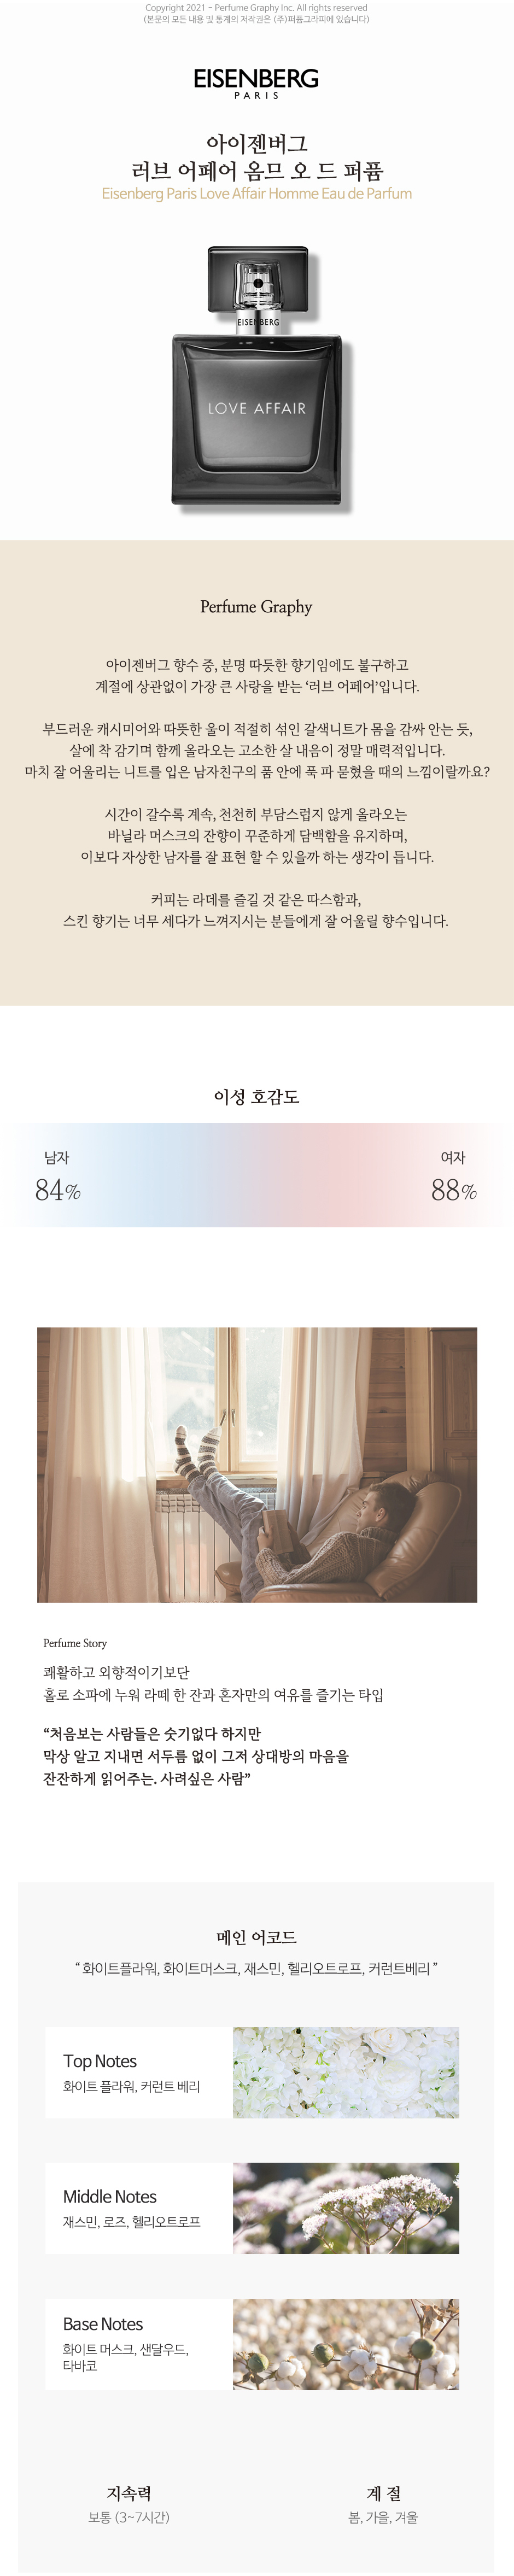 Copyright 2021 - Perfume Graphy Inc. All rights reserved
(본문의 모든 내용 및 통계의 저작권은 (주)퍼퓸그라피에 있습니다)
EISENBERG
PARIS
아이젠버그
러브 어페어 옴므 오 드 퍼퓸
Eisenberg Paris Love Affair Homme Eau de Parfum
EISENBERG
LOVE AFFAIR
Perfume Graphy
아이젠버그 향수 중, 분명 따듯한 향기임에도 불구하고
계절에 상관없이 가장 큰 사랑을 받는 ‘러브 어페어’입니다.
부드러운 캐시미어와 따뜻한 울이 적절히 섞인 갈색니트가 몸을 감싸 안는 듯,
살에 착 감기며 함께 올라오는 고소한 살 내음이 정말 매력적입니다.
마치 잘 어울리는 니트를 입은 남자친구의 품 안에 푹 파 묻혔을 때의 느낌이랄까요?
시간이 갈수록 계속, 천천히 부담스럽지 않게 올라오는
바닐라 머스크의 잔향이 꾸준하게 담백함을 유지하며,
이보다 자상한 남자를 잘 표현 할 수 있을까 하는 생각이 듭니다.
커피는 라데를 즐길 것 같은 따스함과,
스킨 향기는 너무 세다가 느껴지시는 분들에게 잘 어울릴 향수입니다.
이성 호감도
남자
여자
84%
88%
Perfume Story
쾌활하고 외향적이기보단
홀로 소파에 누워 라떼 한 잔과 혼자만의 여유를 즐기는 타입
“처음보는 사람들은 숫기없다 하지만
막상 알고 지내면 서두름 없이 그저 상대방의 마음을
잔잔하게 읽어주는. 사려싶은 사람”
메인 어코드
“ 화이트플라워, 화이트머스크, 재스민, 헬리오트로프, 커런트베리 ”
Top Notes
화이트 플라워, 커런트 베리
Middle Notes
재스민, 로즈, 헬리오트로프
Base Notes
화이트 머스크, 샌달우드,
타바코
지속력
계 절
보통 (3~7시간)
봄, 가을, 겨울